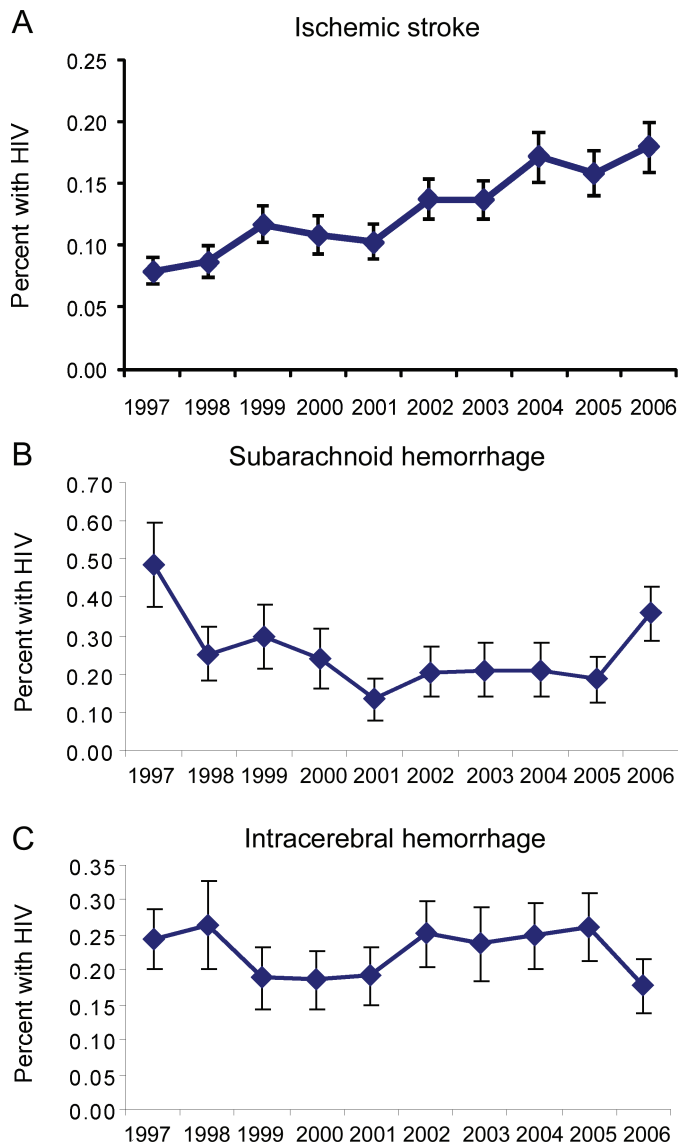 A
Ischemic stroke
Percent with HIV
0.25
0.20
0.15
0.10
0.05
0.00
1997 1998 1999 2000 2001 2002 2003 2004 2005 2006
B
Subarachnoid hemorrhage
Percent with HIV
0.70
0.60
0.50
0.40
0.30
0.20
0.10
0.00
1997 1998 1999 2000 2001 2002 2003 2004 2005 2006
C
Intracerebral hemorrhage
Percent with HIV
0.35
0.30
0.25
0.20
0.15
0.10
0.05
0.00
1997 1998 1999 2000 2001 2002 2003 2004 2005 2006